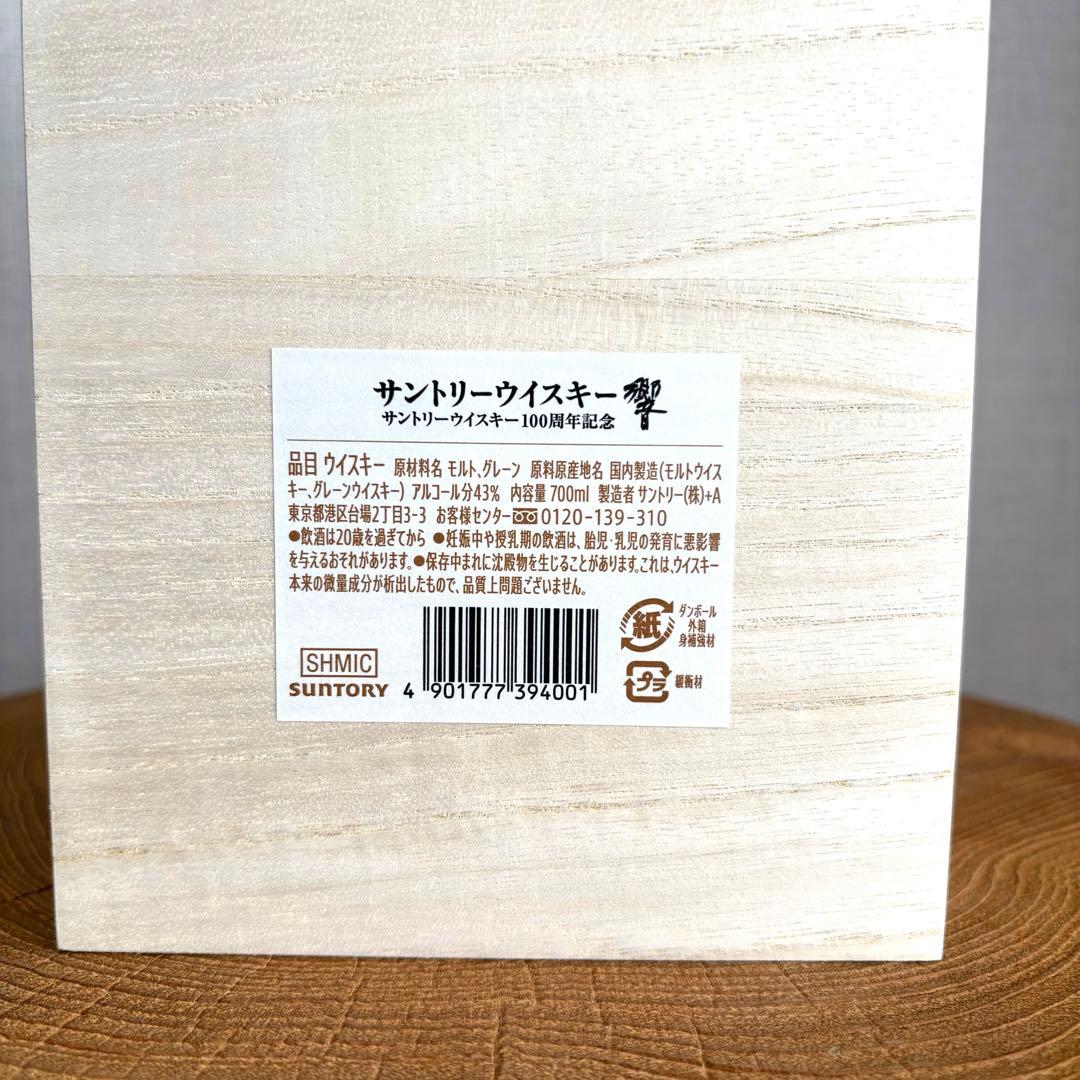 サントリーウイスキー響
サントリーウイスキー100周年記念
品目 ウイスキー 原材料名 モルト、グレーン 原料原産地名 国内製造(モルトウイス
キー、グレーンウイスキー) アルコール分43% 内容量 700ml 製造者 サントリー(株)+A
東京都港区台場2丁目3-3 お客様センター 0120-139-310
●飲酒は20歳を過ぎてから ●妊娠中や授乳期の飲酒は、胎児・乳児の発育に悪影響
を与えるおそれがあります。●保存中まれに沈殿物を生じることがあります。これは、ウイスキー
本来の微量成分が析出したもので、品質上問題ございません。
紙
ダンボール
外箱
身補強材
プラ
緩衝材
SHMIC
SUNTORY
4 901777 394001